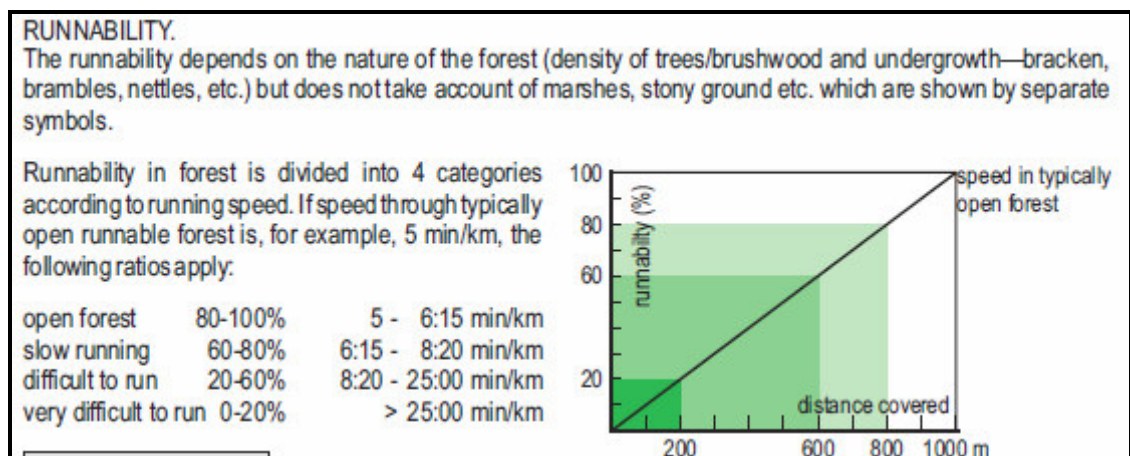 RUNNABILITY.
The runnability depends on the nature of the forest (density of trees/brushwood and undergrowth—bracken,
brambles, nettles, etc.) but does not take account of marshes, stony ground etc. which are shown by separate
symbols.
Runnability in forest is divided into 4 categories
according to running speed. If speed through typically
open runnable forest is, for example, 5 min/km, the
following ratios apply:
open forest 80-100% 5 - 6:15 min/km
slow running 60-80% 6:15 - 8:20 min/km
difficult to run 20-60% 8:20 - 25:00 min/km
very difficult to run 0-20% > 25:00 min/km
100
80
60
20
runnabilty (%)
speed in typically
open forest
distance covered
200 600 800 1000 m